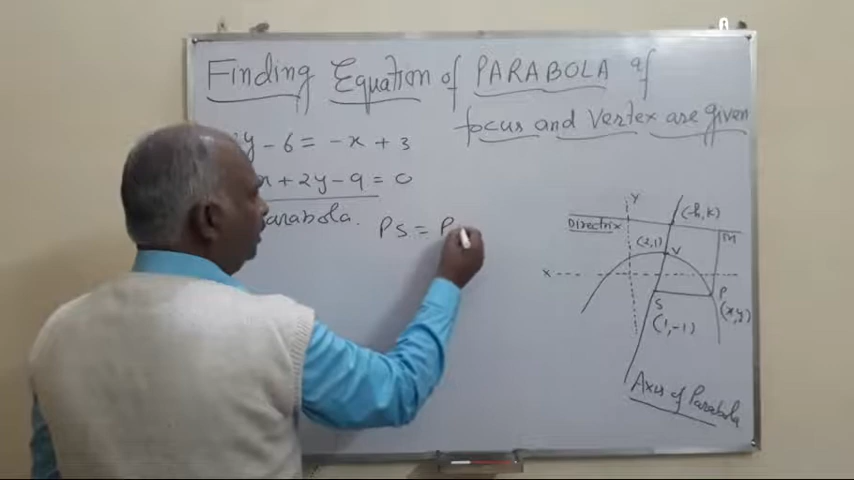 Finding Equation of PARABOLA if
focus and Vertex are given
y - 6 = - x + 3
x + 2y - 9 = 0
Parabola. PS = P
Y
(-h, k)
Directrix
M
(2,1)
V
X
S
P
(x,y)
(1,-1)
Axis of Parabola